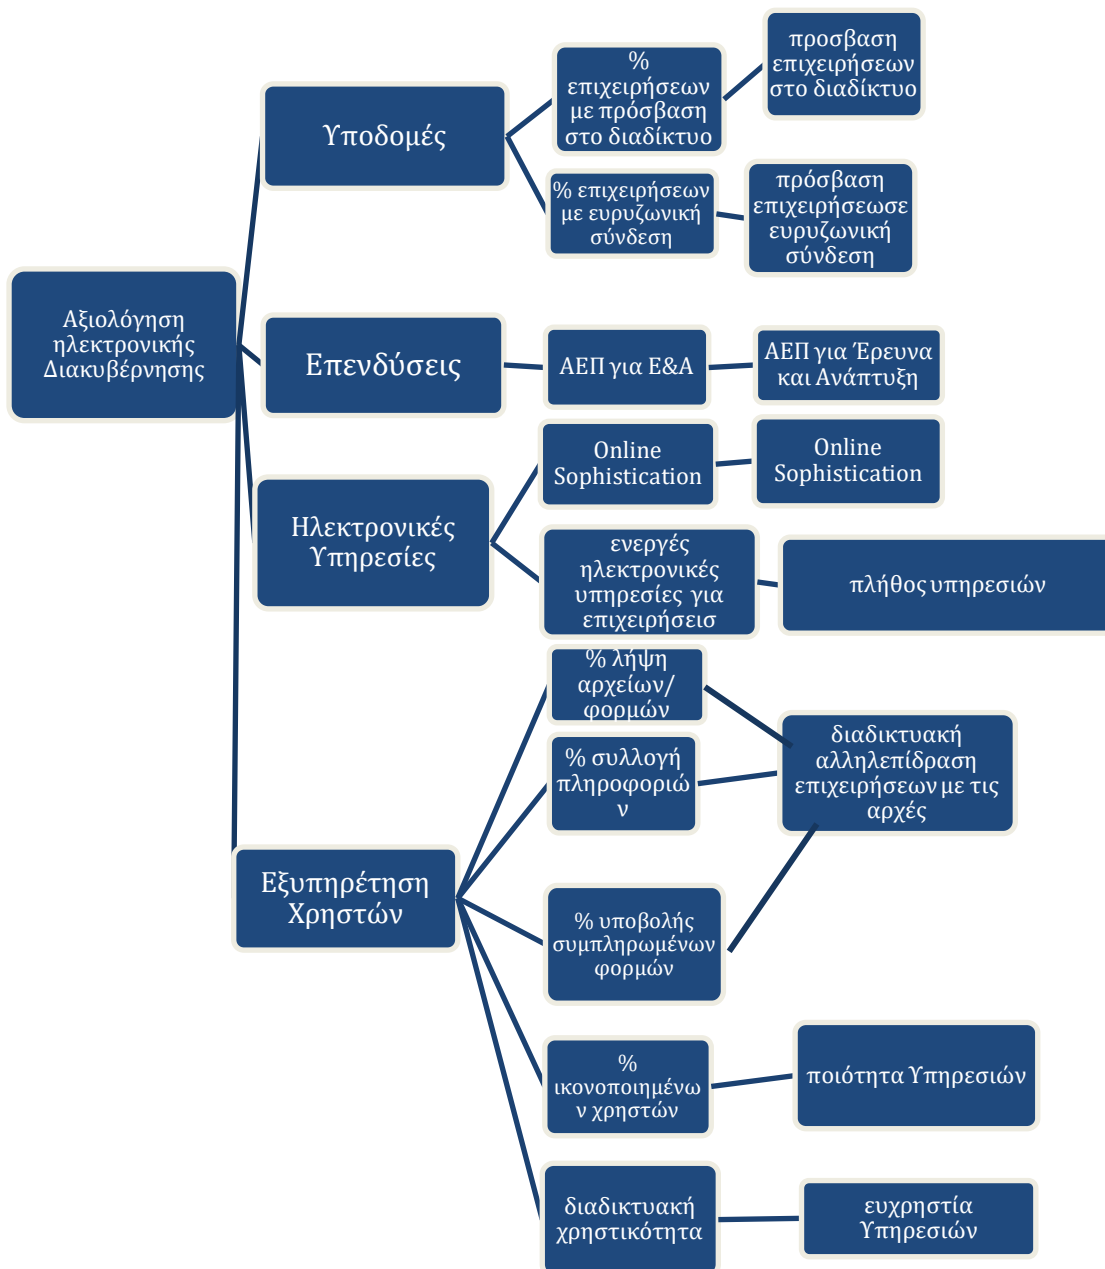 Αξιολόγηση
ηλεκτρονικής
Διακυβέρνησης
Υποδομές
%
επιχειρήσεων
με πρόσβαση
στο διαδίκτυο
προσβαση
επιχειρήσεων
στο διαδίκτυο
% επιχειρήσεων
με ευρυζωνική
σύνδεση
πρόσβαση
επιχειρήσεωσε
ευρυζωνική
σύνδεση
Επενδύσεις
ΑΕΠ για Ε&Α
ΑΕΠ για Έρευνα
και Ανάπτυξη
Ηλεκτρονικές
Υπηρεσίες
Online
Sophistication
Online
Sophistication
ενεργές
ηλεκτρονικές
υπηρεσίες για
επιχειρήσεισ
πλήθος υπηρεσιών
Εξυπηρέτηση
Χρηστών
% λήψη
αρχείων/
φορμών
% συλλογή
πληροφοριώ
ν
% υποβολής
συμπληρωμένων
φορμών
διαδικτυακή
αλληλεπίδραση
επιχειρήσεων με τις
αρχές
%
ικονοποιημένω
ν χρηστών
ποιότητα Υπηρεσιών
διαδικτυακή
χρηστικότητα
ευχρηστία
Υπηρεσιών